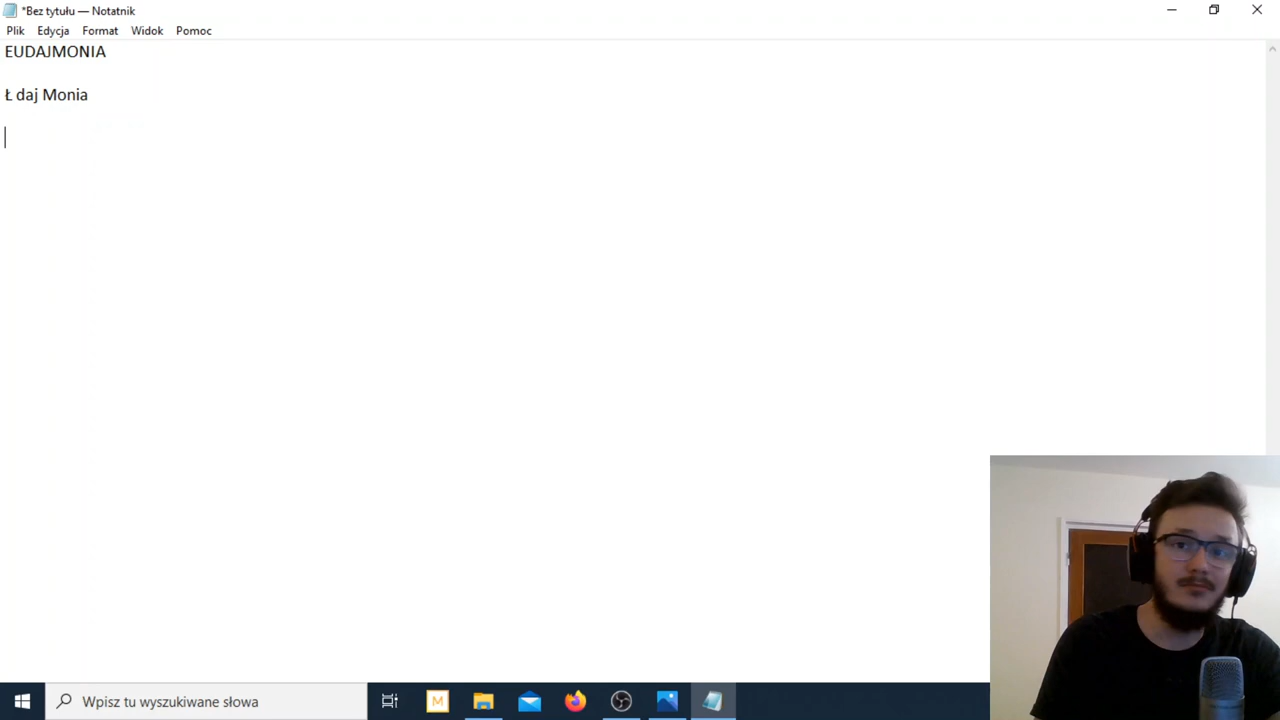 *Bez tytułu — Notatnik
Plik Edycja Format Widok Pomoc
EUDAJMONIA
Ł daj Monia
M
Wpisz tu wyszukiwane słowa